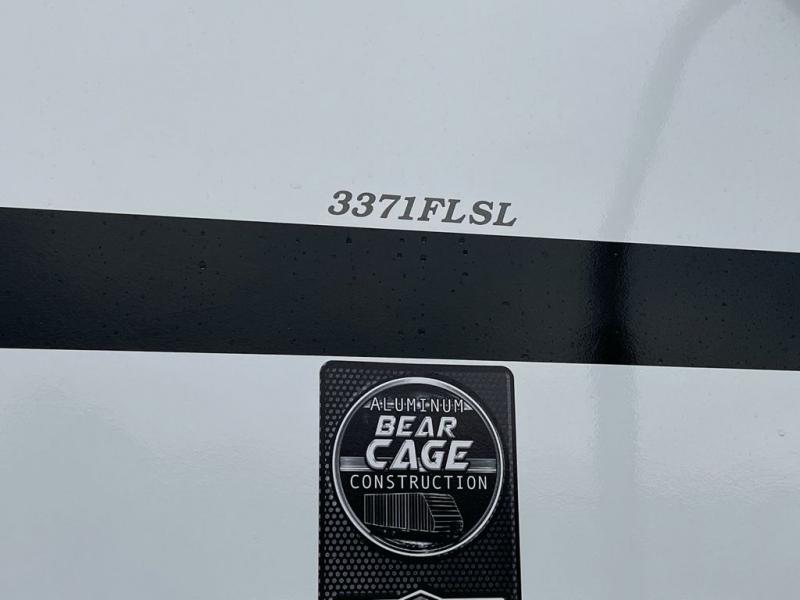 3371FLSL
ALUMINUM
BEAR
CAGE
CONSTRUCTION